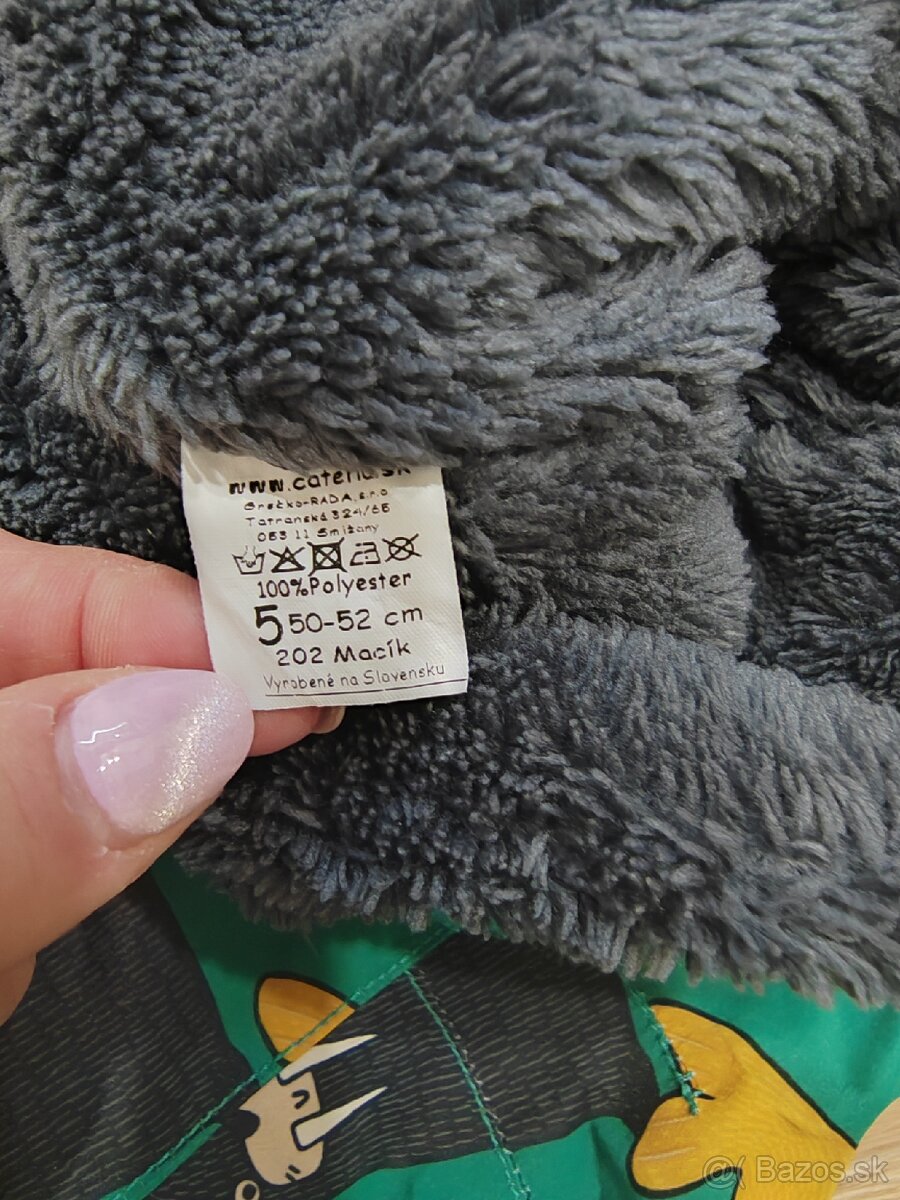 www.cateria.sk
Grečko-RADA, s.r.o.
Tatranská 324/65
053 11 Smižany
100%Polyester
5 50-52 cm
202 Macík
Vyrobené na Slovensku
@( Bazos.sk